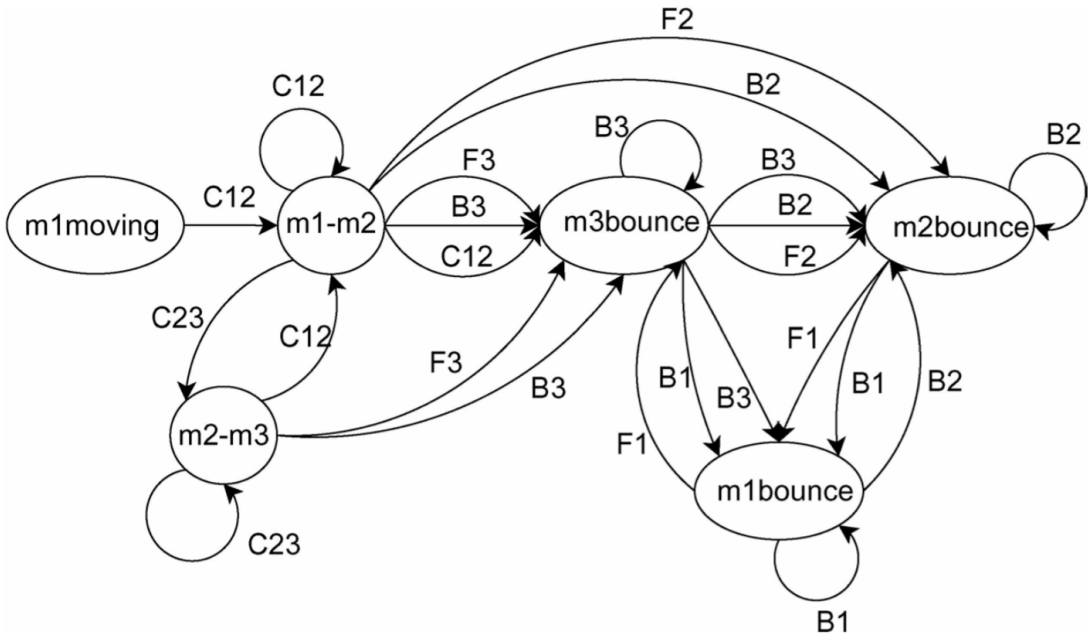 F2
C12
B2
B3
B2
F3
B3
C12
m1moving
B3
m1-m2
m3bounce
B2
m2bounce
C12
F2
C23
C12
F3
B3
B1
B3
F1
B1
B2
m2-m3
F1
m1bounce
C23
B1